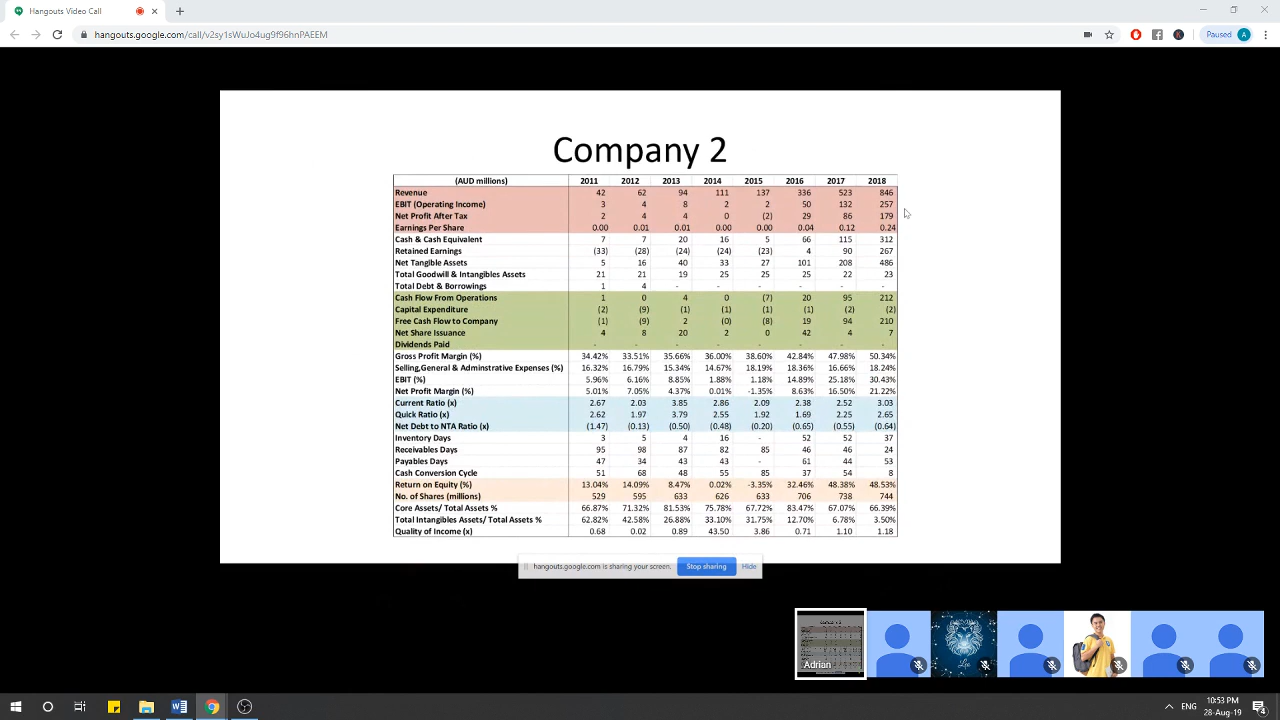 Hangouts Video Call
hangouts.google.com/call/v2sy1sWuJo4ug9f96hnPAEEM
Paused A
Company 2
(AUD millions) 2011 2012 2013 2014 2015 2016 2017 2018
Revenue 42 62 94 111 137 336 523 846
EBIT (Operating Income) 3 4 8 2 2 50 132 257
Net Profit After Tax 2 4 4 0 (2) 29 86 179
Earnings Per Share 0.00 0.01 0.01 0.00 0.00 0.04 0.12 0.24
Cash & Cash Equivalent 7 7 20 16 5 66 115 312
Retained Earnings (33) (28) (24) (24) (23) 4 90 267
Net Tangible Assets 5 16 40 33 27 101 208 486
Total Goodwill & Intangibles Assets 21 21 19 25 25 25 22 23
Total Debt & Borrowings 1 4 - - - - - -
Cash Flow From Operations 1 0 4 0 (7) 20 95 212
Capital Expenditure (2) (9) (1) (1) (1) (1) (2) (2)
Free Cash Flow to Company (1) (9) 2 (0) (8) 19 94 210
Net Share Issuance 4 8 20 2 0 42 4 7
Dividends Paid - - - - - - - -
Gross Profit Margin (%) 34.42% 33.51% 35.66% 36.00% 38.60% 42.84% 47.98% 50.34%
Selling,General & Adminstrative Expenses (%) 16.32% 16.79% 15.34% 14.67% 18.19% 18.36% 16.66% 18.24%
EBIT (%) 5.96% 6.16% 8.85% 1.88% 1.18% 14.89% 25.18% 30.43%
Net Profit Margin (%) 5.01% 7.05% 4.37% 0.01% -1.35% 8.63% 16.50% 21.22%
Current Ratio (x) 2.67 2.03 3.85 2.86 2.09 2.38 2.52 3.03
Quick Ratio (x) 2.62 1.97 3.79 2.55 1.92 1.69 2.25 2.65
Net Debt to NTA Ratio (x) (1.47) (0.13) (0.50) (0.48) (0.20) (0.65) (0.55) (0.64)
Inventory Days 3 5 4 16 - 52 52 37
Receivables Days 95 98 87 82 85 46 46 24
Payables Days 47 34 43 43 - 61 44 53
Cash Conversion Cycle 51 68 48 55 85 37 54 8
Return on Equity (%) 13.04% 14.09% 8.47% 0.02% -3.35% 32.46% 48.38% 48.53%
No. of Shares (millions) 529 595 633 626 633 706 738 744
Core Assets/ Total Assets % 66.87% 71.32% 81.53% 75.78% 67.72% 83.47% 67.07% 66.39%
Total Intangibles Assets/ Total Assets % 62.82% 42.58% 26.88% 33.10% 31.75% 12.70% 6.78% 3.50%
Quality of Income (x) 0.68 0.02 0.89 43.50 3.86 0.71 1.10 1.18
hangouts.google.com is sharing your screen. Stop sharing Hide
Adrian
Leo
ENG
10:53 PM
28-Aug-19